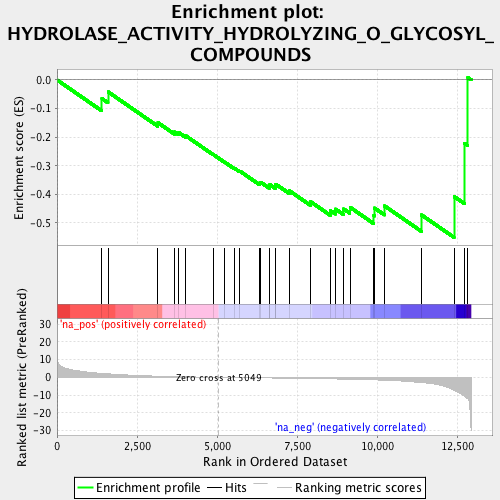 Enrichment plot:
HYDROLASE_ACTIVITY_HYDROLYZING_O_GLYCOSYL_
COMPOUNDS
Enrichment score (ES)
0.0
-0.1
-0.2
-0.3
-0.4
-0.5
'na_pos' (positively correlated)
Ranked list metric (PreRanked)
30
20
10
0
-10
-20
-30
Zero cross at 5049
'na_neg' (negatively correlated)
0
2,500
5,000
7,500
10,000
12,500
Rank in Ordered Dataset
Enrichment profile
Hits
Ranking metric scores